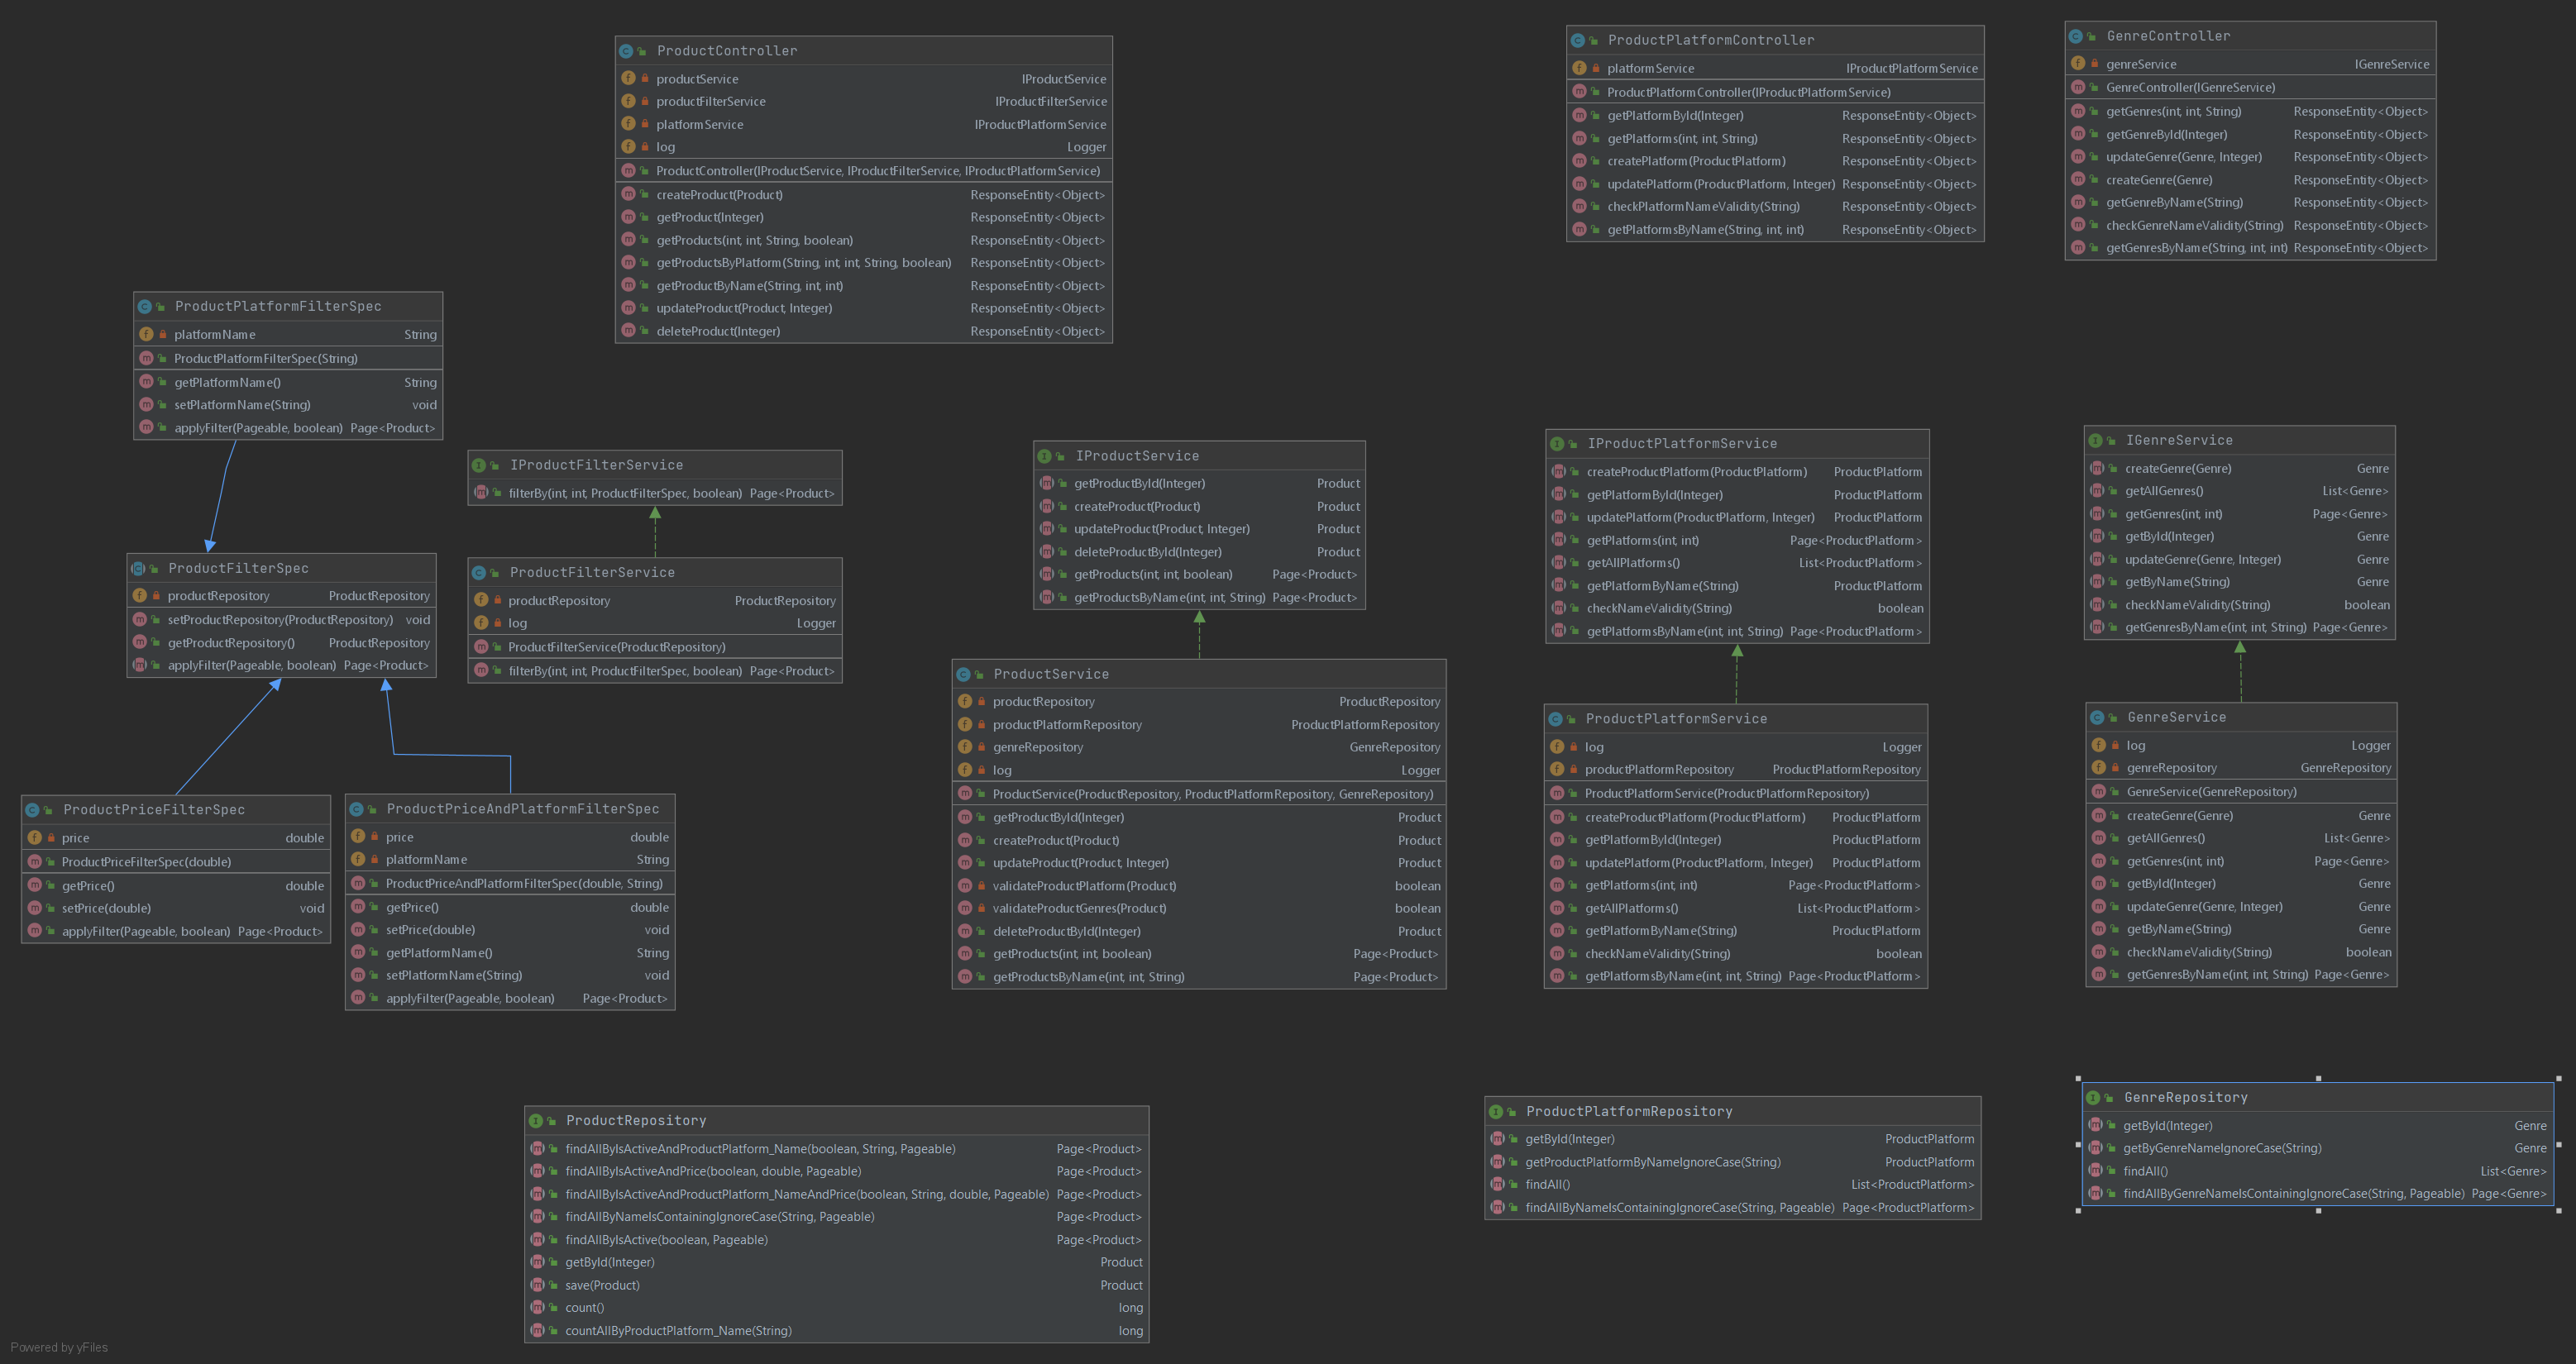 ProductController
productService IProductService
productFilterService IProductFilterService
platformService IProductPlatformService
log Logger
ProductController(IProductService, IProductFilterService, IProductPlatformService)
createProduct(Product) ResponseEntity<Object>
getProduct(Integer) ResponseEntity<Object>
getProducts(int, int, String, boolean) ResponseEntity<Object>
getProductsByPlatform(String, int, int, String, boolean) ResponseEntity<Object>
getProductByName(String, int, int) ResponseEntity<Object>
updateProduct(Product, Integer) ResponseEntity<Object>
deleteProduct(Integer) ResponseEntity<Object>
ProductPlatformController
platformService IProductPlatformService
ProductPlatformController(IProductPlatformService)
getPlatformById(Integer) ResponseEntity<Object>
getPlatforms(int, int, String) ResponseEntity<Object>
createPlatform(ProductPlatform) ResponseEntity<Object>
updatePlatform(ProductPlatform, Integer) ResponseEntity<Object>
checkPlatformNameValidity(String) ResponseEntity<Object>
getPlatformsByName(String, int, int) ResponseEntity<Object>
GenreController
genreService IGenreService
GenreController(IGenreService)
getGenres(int, int, String) ResponseEntity<Object>
getGenreById(Integer) ResponseEntity<Object>
updateGenre(Genre, Integer) ResponseEntity<Object>
createGenre(Genre) ResponseEntity<Object>
getGenreByName(String) ResponseEntity<Object>
checkGenreNameValidity(String) ResponseEntity<Object>
getGenresByName(String, int, int) ResponseEntity<Object>
ProductPlatformFilterSpec
platformName String
ProductPlatformFilterSpec(String)
getPlatformName() String
setPlatformName(String) void
applyFilter(Pageable, boolean) Page<Product>
IProductFilterService
filterBy(int, int, ProductFilterSpec, boolean) Page<Product>
IProductService
getProductById(Integer) Product
createProduct(Product) Product
updateProduct(Product, Integer) Product
deleteProductById(Integer) Product
getProducts(int, int, boolean) Page<Product>
getProductsByName(int, int, String) Page<Product>
IProductPlatformService
createProductPlatform(ProductPlatform) ProductPlatform
getPlatformById(Integer) ProductPlatform
updatePlatform(ProductPlatform, Integer) ProductPlatform
getPlatforms(int, int) Page<ProductPlatform>
getAllPlatforms() List<ProductPlatform>
getPlatformByName(String) ProductPlatform
checkNameValidity(String) boolean
getPlatformsByName(int, int, String) Page<ProductPlatform>
IGenreService
createGenre(Genre) Genre
getAllGenres() List<Genre>
getGenres(int, int) Page<Genre>
getById(Integer) Genre
updateGenre(Genre, Integer) Genre
getByName(String) Genre
checkNameValidity(String) boolean
getGenresByName(int, int, String) Page<Genre>
ProductFilterSpec
productRepository ProductRepository
setProductRepository(ProductRepository) void
getProductRepository() ProductRepository
applyFilter(Pageable, boolean) Page<Product>
ProductFilterService
productRepository ProductRepository
log Logger
ProductFilterService(ProductRepository)
filterBy(int, int, ProductFilterSpec, boolean) Page<Product>
ProductService
productRepository ProductRepository
productPlatformRepository ProductPlatformRepository
genreRepository GenreRepository
log Logger
ProductService(ProductRepository, ProductPlatformRepository, GenreRepository)
getProductById(Integer) Product
createProduct(Product) Product
updateProduct(Product, Integer) Product
validateProductPlatform(Product) boolean
validateProductGenres(Product) boolean
deleteProductById(Integer) Product
getProducts(int, int, boolean) Page<Product>
getProductsByName(int, int, String) Page<Product>
ProductPlatformService
log Logger
productPlatformRepository ProductPlatformRepository
ProductPlatformService(ProductPlatformRepository)
createProductPlatform(ProductPlatform) ProductPlatform
getPlatformById(Integer) ProductPlatform
updatePlatform(ProductPlatform, Integer) ProductPlatform
getPlatforms(int, int) Page<ProductPlatform>
getAllPlatforms() List<ProductPlatform>
getPlatformByName(String) ProductPlatform
checkNameValidity(String) boolean
getPlatformsByName(int, int, String) Page<ProductPlatform>
GenreService
log Logger
genreRepository GenreRepository
GenreService(GenreRepository)
createGenre(Genre) Genre
getAllGenres() List<Genre>
getGenres(int, int) Page<Genre>
getById(Integer) Genre
updateGenre(Genre, Integer) Genre
getByName(String) Genre
checkNameValidity(String) boolean
getGenresByName(int, int, String) Page<Genre>
ProductPriceFilterSpec
price double
ProductPriceFilterSpec(double)
getPrice() double
setPrice(double) void
applyFilter(Pageable, boolean) Page<Product>
ProductPriceAndPlatformFilterSpec
price double
platformName String
ProductPriceAndPlatformFilterSpec(double, String)
getPrice() double
setPrice(double) void
getPlatformName() String
setPlatformName(String) void
applyFilter(Pageable, boolean) Page<Product>
ProductRepository
findAllByIsActiveAndProductPlatform_Name(boolean, String, Pageable) Page<Product>
findAllByIsActiveAndPrice(boolean, double, Pageable) Page<Product>
findAllByIsActiveAndProductPlatform_NameAndPrice(boolean, String, double, Pageable) Page<Product>
findAllByNameIsContainingIgnoreCase(String, Pageable) Page<Product>
findAllByIsActive(boolean, Pageable) Page<Product>
getById(Integer) Product
save(Product) Product
count() long
countAllByProductPlatform_Name(String) long
ProductPlatformRepository
getById(Integer) ProductPlatform
getProductPlatformByNameIgnoreCase(String) ProductPlatform
findAll() List<ProductPlatform>
findAllByNameIsContainingIgnoreCase(String, Pageable) Page<ProductPlatform>
GenreRepository
getById(Integer) Genre
getByGenreNameIgnoreCase(String) Genre
findAll() List<Genre>
findAllByGenreNameIsContainingIgnoreCase(String, Pageable) Page<Genre>
Powered by yFiles